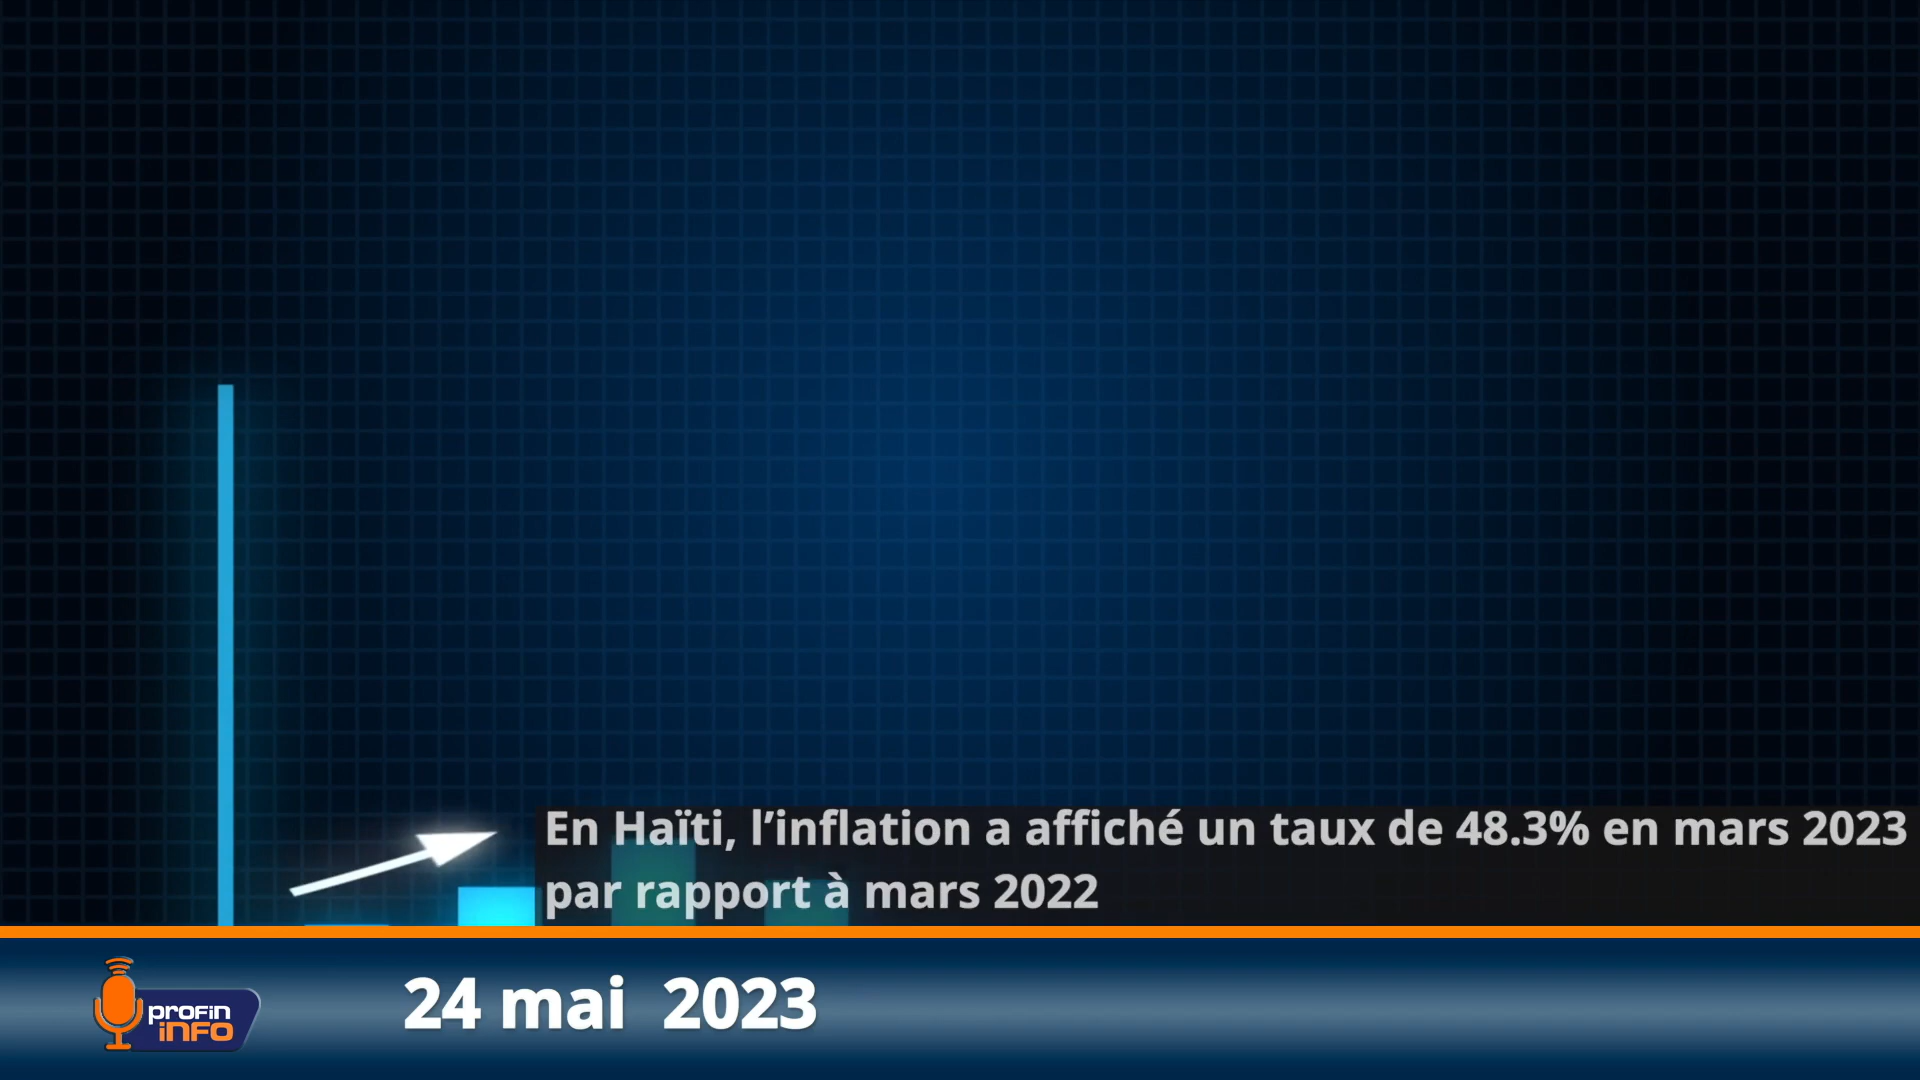 En Haïti, l’inflation a affiché un taux de 48.3% en mars 2023
par rapport à mars 2022
profin
info
24 mai 2023